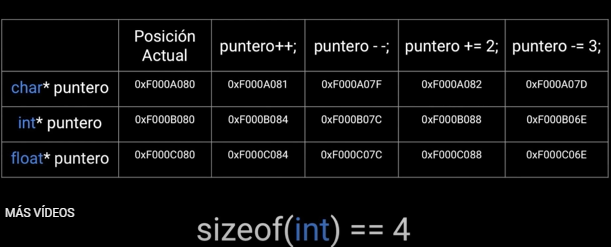 Posición Actual puntero++; puntero - -; puntero += 2; puntero -= 3;
char* puntero 0xF000A080 0xF000A081 0xF000A07F 0xF000A082 0xF000A07D
int* puntero 0xF000B080 0xF000B084 0xF000B07C 0xF000B088 0xF000B06E
float* puntero 0xF000C080 0xF000C084 0xF000C07C 0xF000C088 0xF000C06E
MÁS VÍDEOS
sizeof(int) == 4